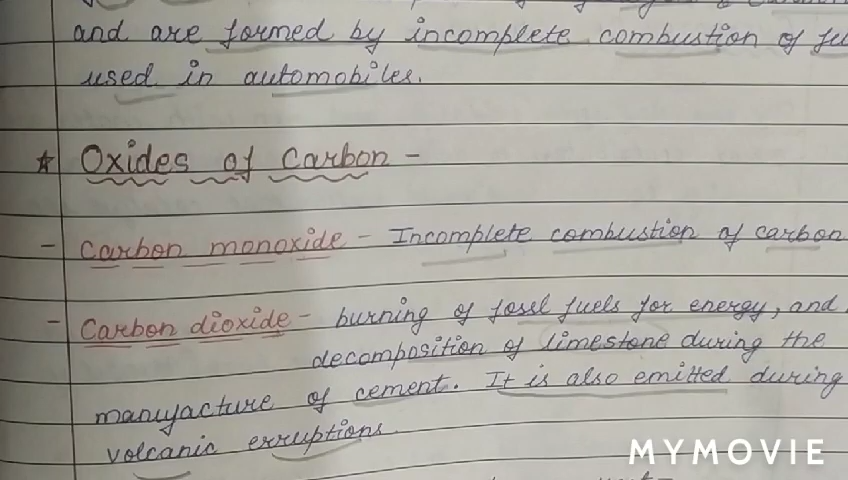 and are formed by incomplete combustion of
used in automobiles.
★ Oxides of Carbon -
- Carbon monoxide - Incomplete combustion of carbon
- Carbon dioxide - burning of fossl fuels for energy, and
decomposition of limestone during the
manufacture of cement. It is also emitted during
volcanic erruptions.
MYMOVIE